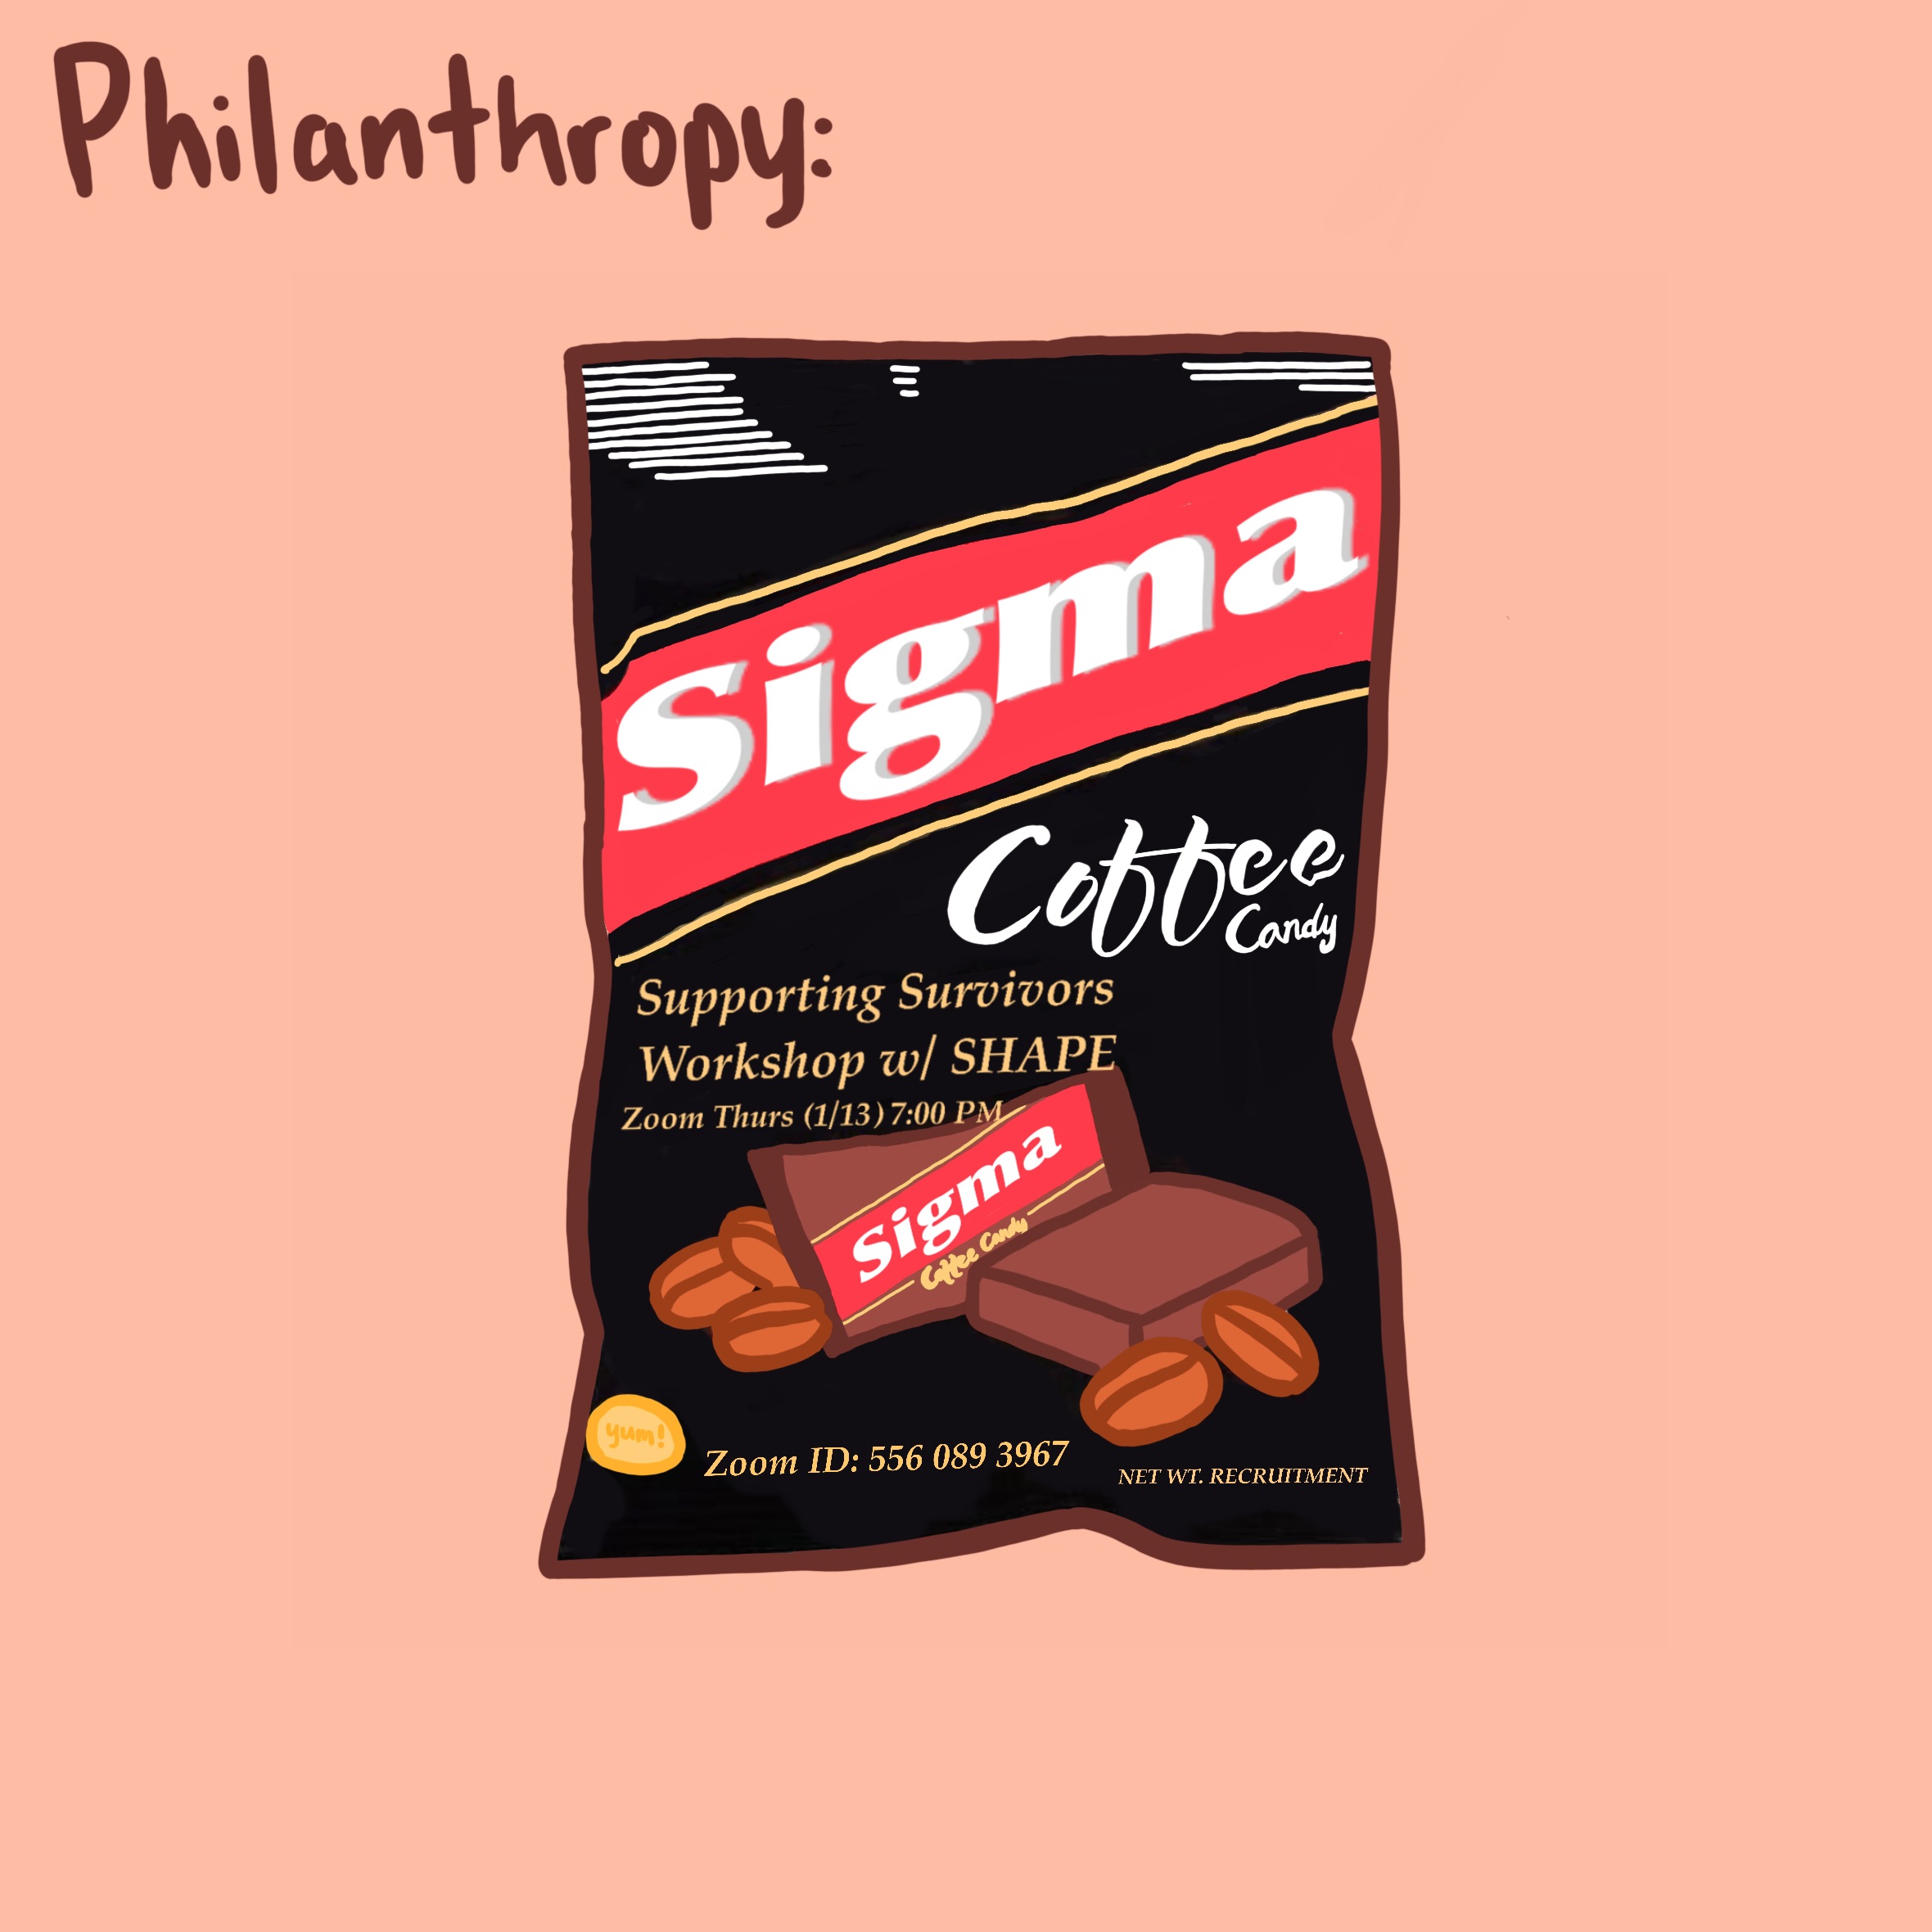 Philanthropy:
Sigma
Coffee
Candy
Supporting Survivors
Workshop w/ SHAPE
Zoom Thurs (1/13) 7:00 PM
Sigma
Coffee Candy
yum!
Zoom ID: 556 089 3967
NET WT. RECRUITMENT